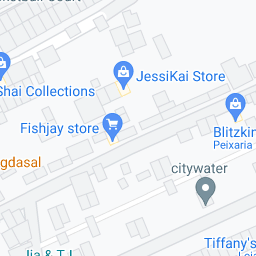 JessiKai Store
Shai Collections
Fishjay store
Blitzkin
Peixaria
gdasal
citywater
Tiffany's